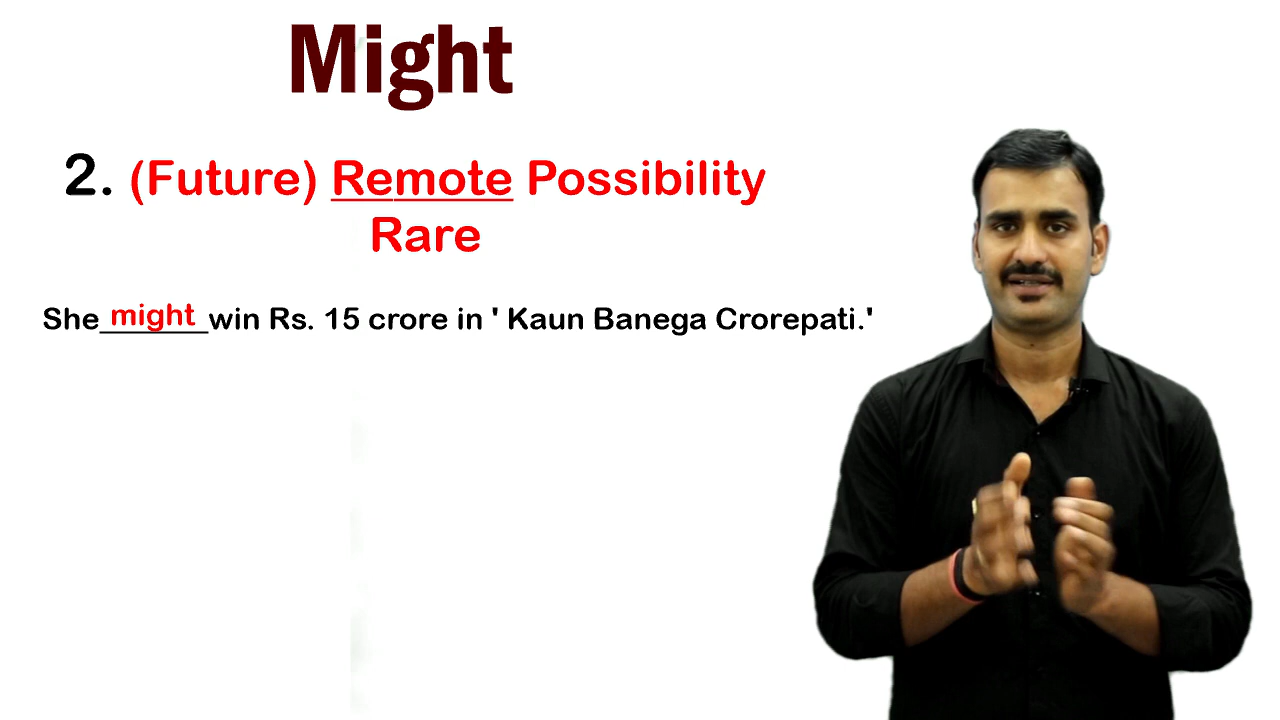 Might
2. (Future) Remote Possibility
Rare
She might win Rs. 15 crore in ' Kaun Banega Crorepati.'